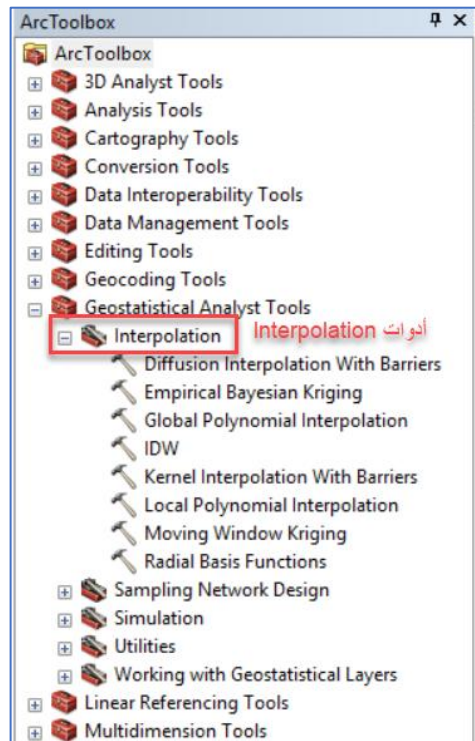 ArcToolbox
ArcToolbox
3D Analyst Tools
Analysis Tools
Cartography Tools
Conversion Tools
Data Interoperability Tools
Data Management Tools
Editing Tools
Geocoding Tools
Geostatistical Analyst Tools
Interpolation أدوات Interpolation
Diffusion Interpolation With Barriers
Empirical Bayesian Kriging
Global Polynomial Interpolation
IDW
Kernel Interpolation With Barriers
Local Polynomial Interpolation
Moving Window Kriging
Radial Basis Functions
Sampling Network Design
Simulation
Utilities
Working with Geostatistical Layers
Linear Referencing Tools
Multidimension Tools